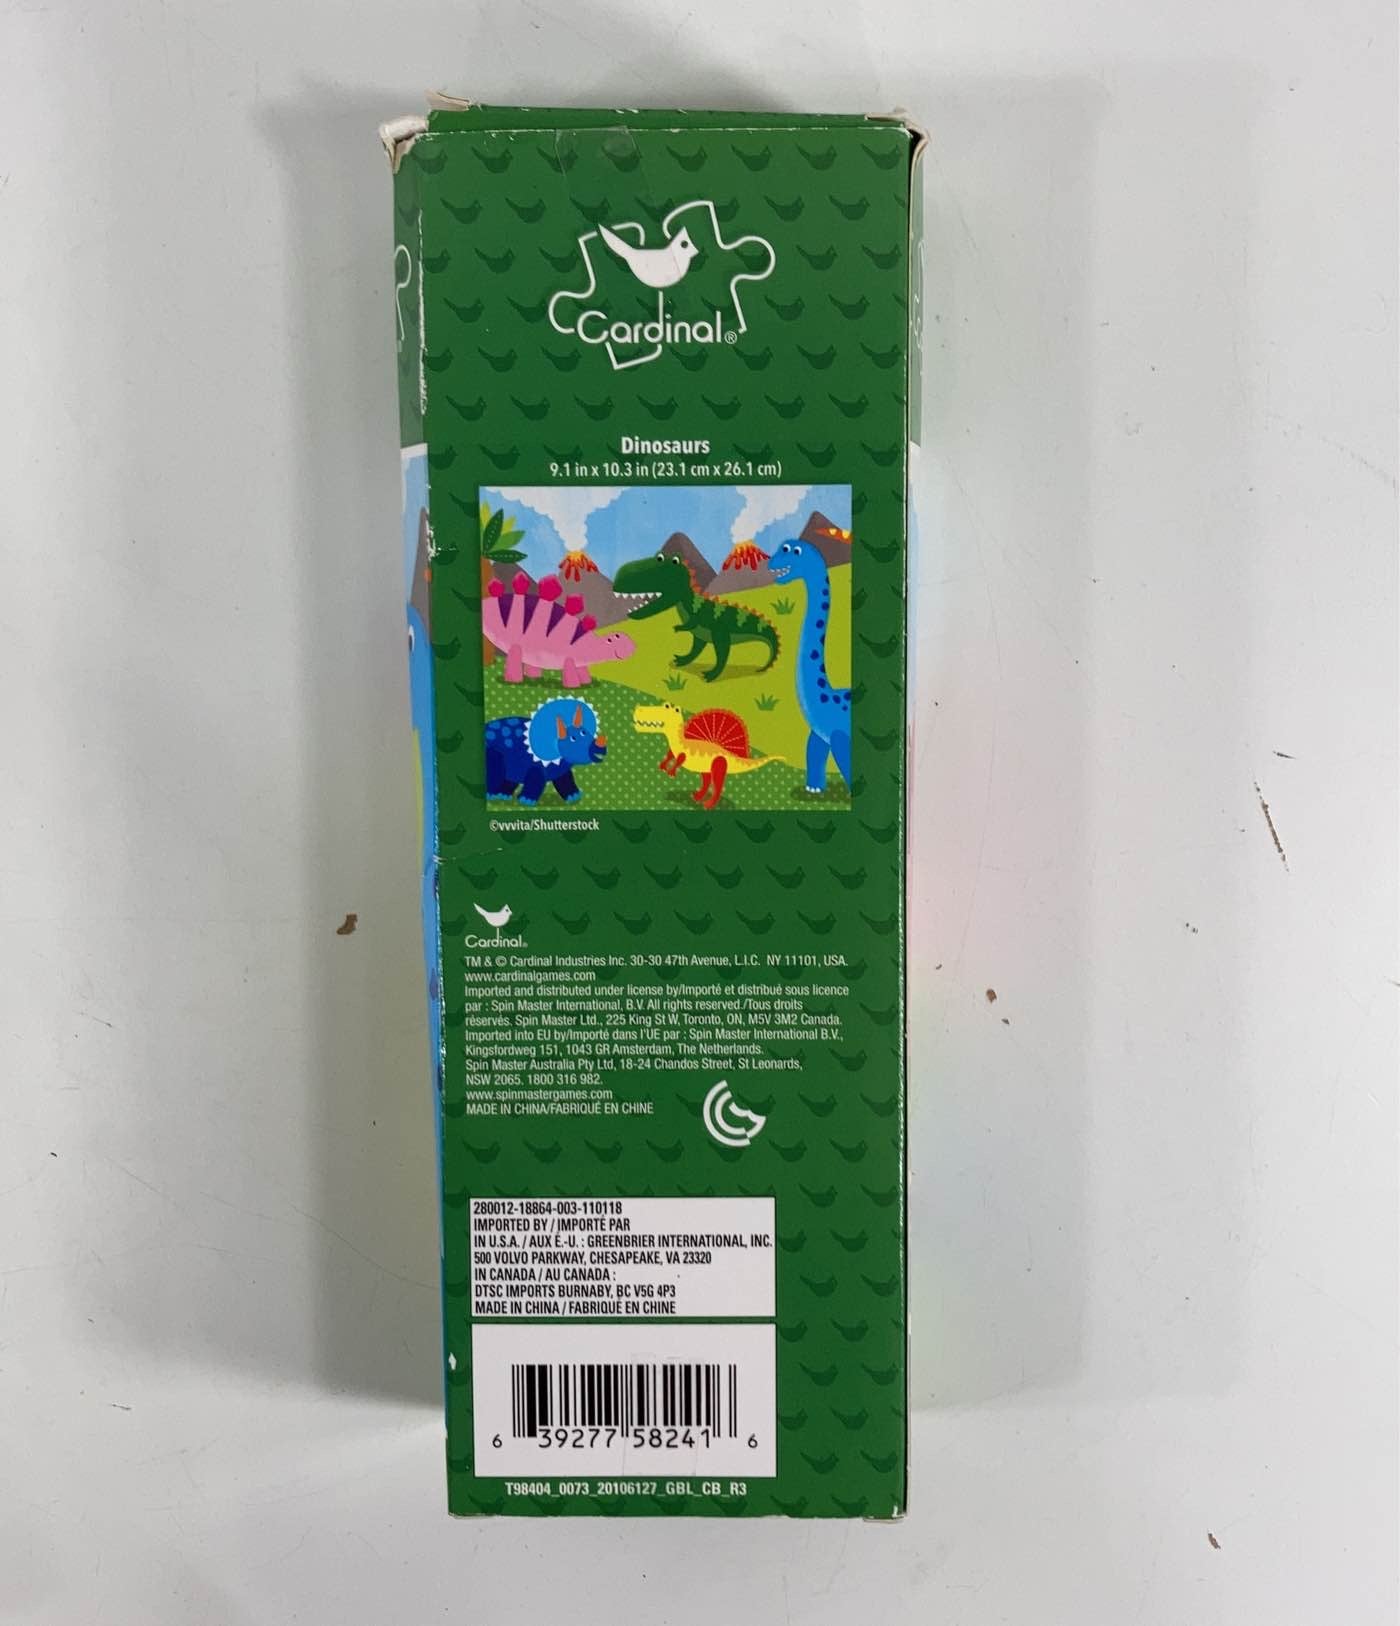 Cardinal®
Dinosaurs
9.1 in x 10.3 in (23.1 cm x 26.1 cm)
©vvvita/Shutterstock
Cardinal®
TM & © Cardinal Industries Inc. 30-30 47th Avenue, L.I.C. NY 11101, USA.
www.cardinalgames.com
Imported and distributed under license by/Importé et distribué sous licence
par : Spin Master International, B.V. All rights reserved./Tous droits
réservés. Spin Master Ltd., 225 King St W, Toronto, ON, M5V 3M2 Canada.
Imported into EU by/Importé dans l'UE par : Spin Master International B.V.,
Kingsfordweg 151, 1043 GR Amsterdam, The Netherlands.
Spin Master Australia Pty Ltd, 18-24 Chandos Street, St Leonards,
NSW 2065. 1800 316 982.
www.spinmastergames.com
MADE IN CHINA/FABRIQUÉ EN CHINE
280012-18864-003-110118
IMPORTED BY / IMPORTÉ PAR
IN U.S.A. / AUX É.-U. : GREENBRIER INTERNATIONAL, INC.
500 VOLVO PARKWAY, CHESAPEAKE, VA 23320
IN CANADA / AU CANADA :
DTSC IMPORTS BURNABY, BC V5G 4P3
MADE IN CHINA / FABRIQUÉ EN CHINE
6 39277 58241 6
T98404_0073_20106127_GBL_CB_R3